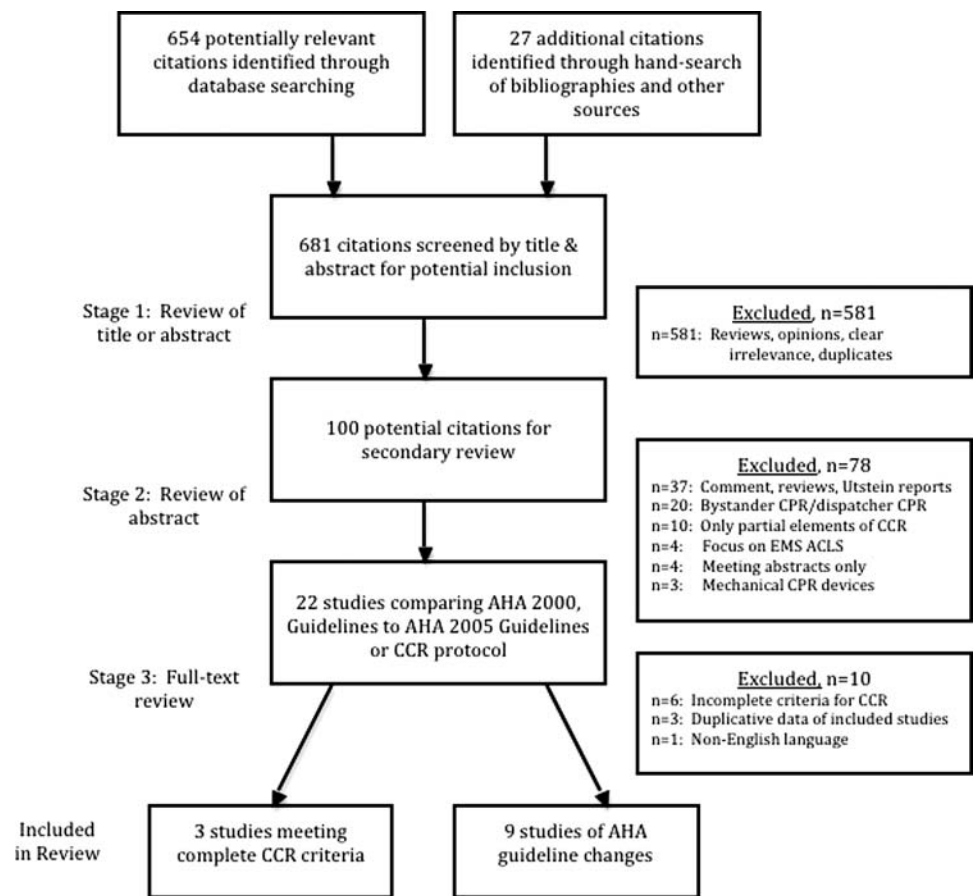 654 potentially relevant
citations identified through
database searching
27 additional citations
identified through hand-search
of bibliographies and other
sources
681 citations screened by title &
abstract for potential inclusion
Stage 1: Review of
title or abstract
Excluded, n=581
n=581: Reviews, opinions, clear
irrelevance, duplicates
100 potential citations for
secondary review
Stage 2: Review of
abstract
Excluded, n=78
n=37: Comment, reviews, Utstein reports
n=20: Bystander CPR/dispatcher CPR
n=10: Only partial elements of CCR
n=4: Focus on EMS ACLS
n=4: Meeting abstracts only
n=3: Mechanical CPR devices
22 studies comparing AHA 2000,
Guidelines to AHA 2005 Guidelines
or CCR protocol
Stage 3: Full-text
review
Excluded, n=10
n=6: Incomplete criteria for CCR
n=3: Duplicative data of included studies
n=1: Non-English language
Included
in Review
3 studies meeting
complete CCR criteria
9 studies of AHA
guideline changes